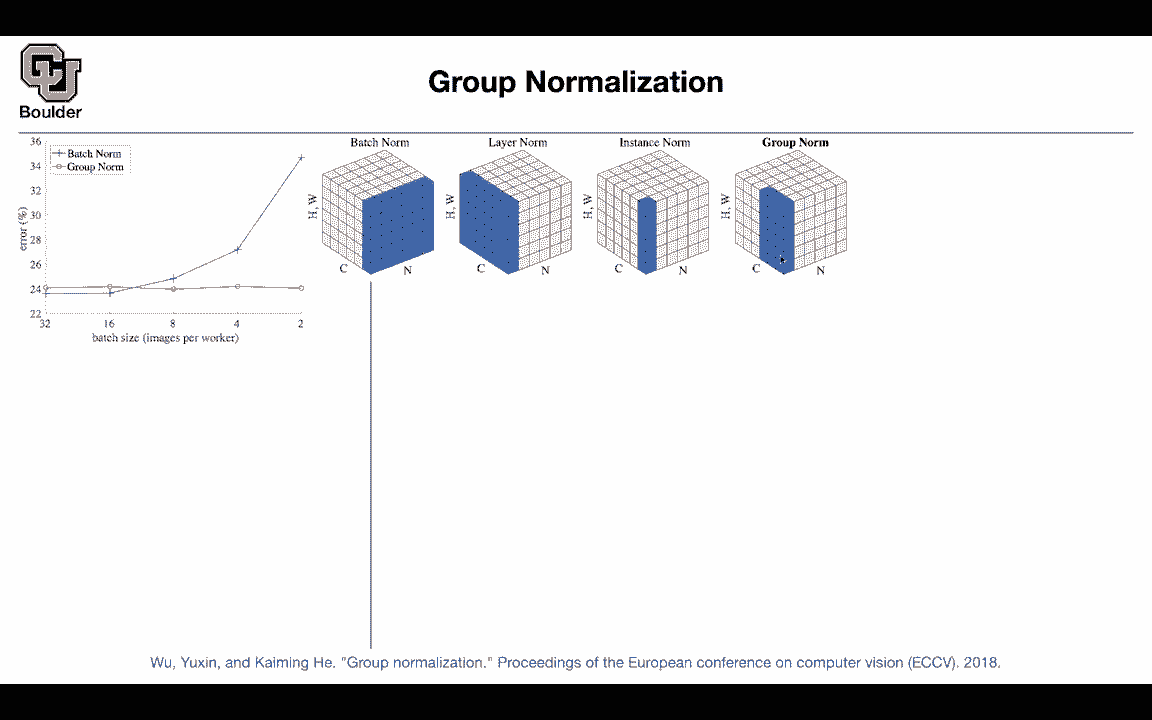 CU
Boulder
Group Normalization
36
34
32
30
28
26
24
22
error (%)
Batch Norm
Group Norm
32 16 8 4 2
batch size (images per worker)
Batch Norm Layer Norm Instance Norm Group Norm
H, W H, W H, W H, W
C N C N C N C N
Wu, Yuxin, and Kaiming He. "Group normalization." Proceedings of the European conference on computer vision (ECCV). 2018.